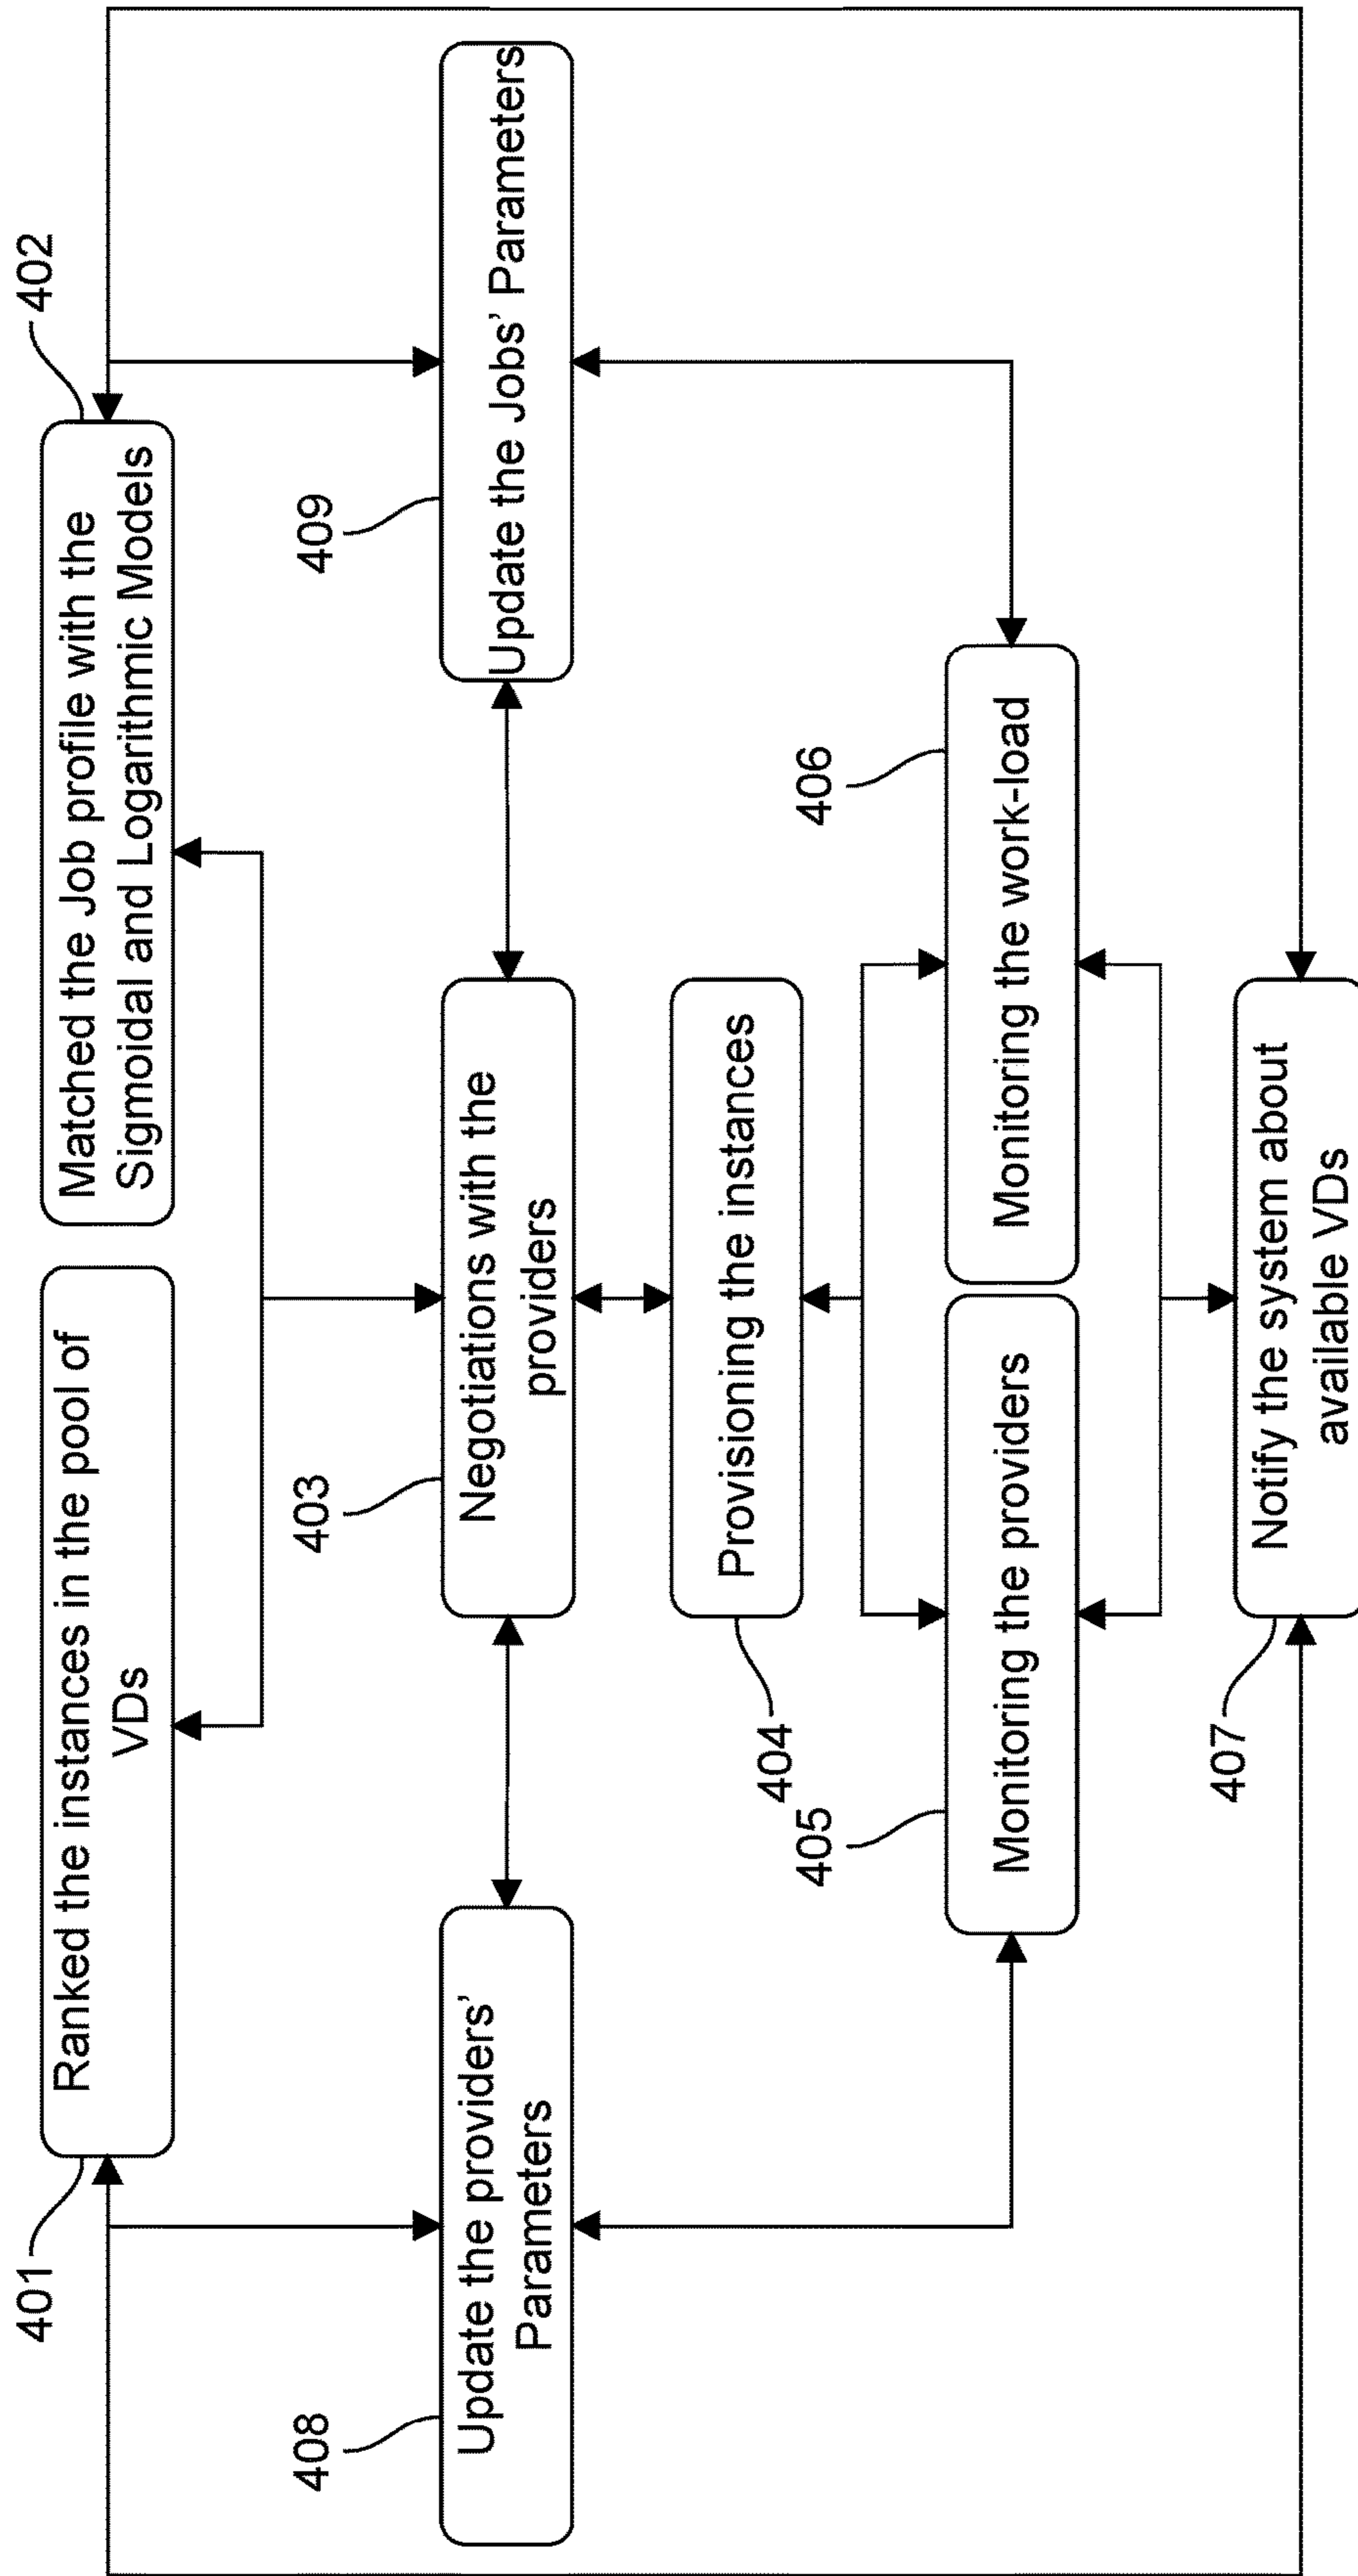 401
Ranked the instances in the pool of
VDs
402
Matched the Job profile with the
Sigmoidal and Logarithmic Models
408
Update the providers’
Parameters
403
Negotiations with the
providers
409
Update the Jobs’ Parameters
404
Provisioning the instances
405
Monitoring the providers
406
Monitoring the work-load
407
Notify the system about
available VDs